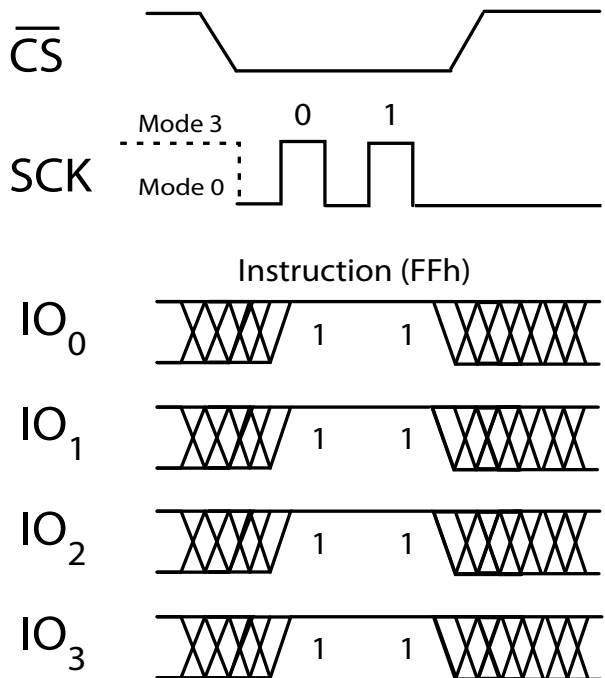 CS
0 1
Mode 3
SCK
Mode 0
Instruction (FFh)
IO0 1 1
IO1 1 1
IO2 1 1
IO3 1 1